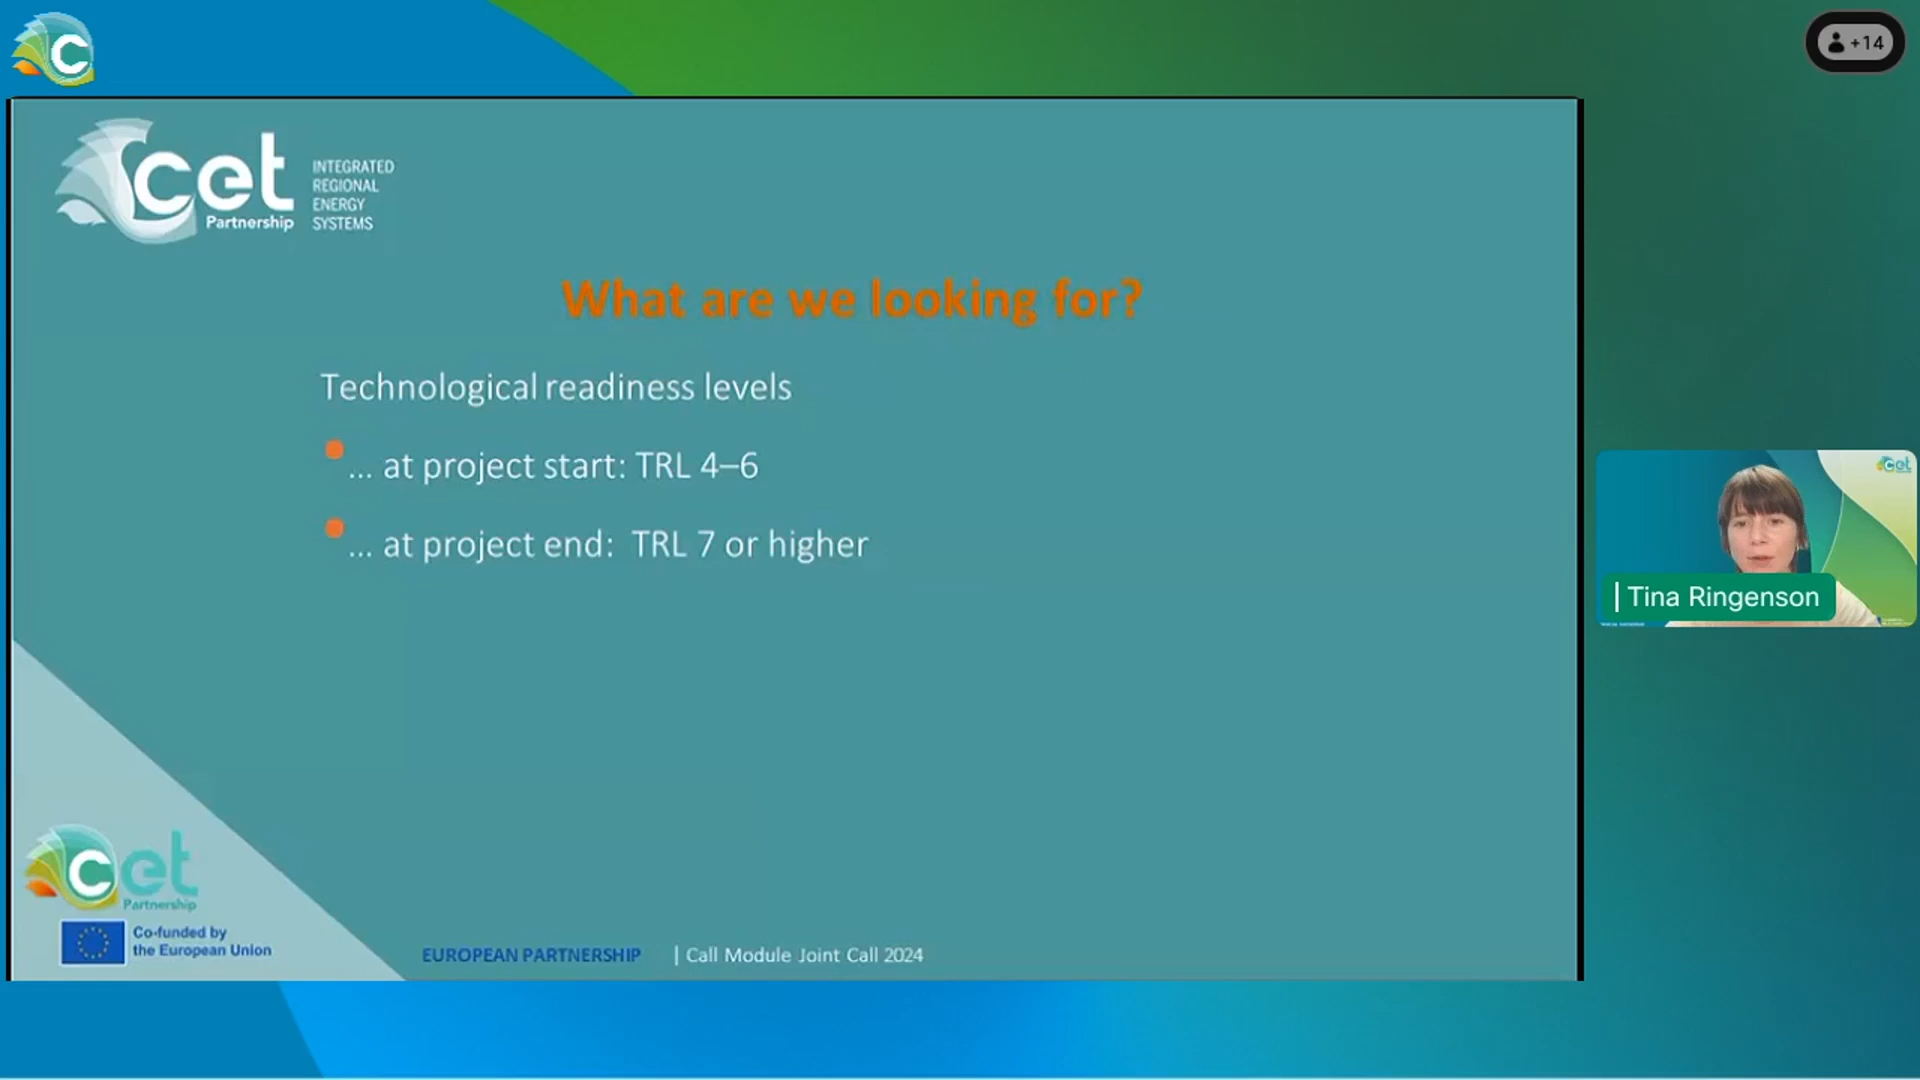 C
+14
cet
Partnership
INTEGRATED
REGIONAL
ENERGY
SYSTEMS
What are we looking for?
Technological readiness levels
... at project start: TRL 4–6
... at project end: TRL 7 or higher
cet
| Tina Ringenson
cet
Partnership
Co-funded by
the European Union
EUROPEAN PARTNERSHIP | Call Module Joint Call 2024